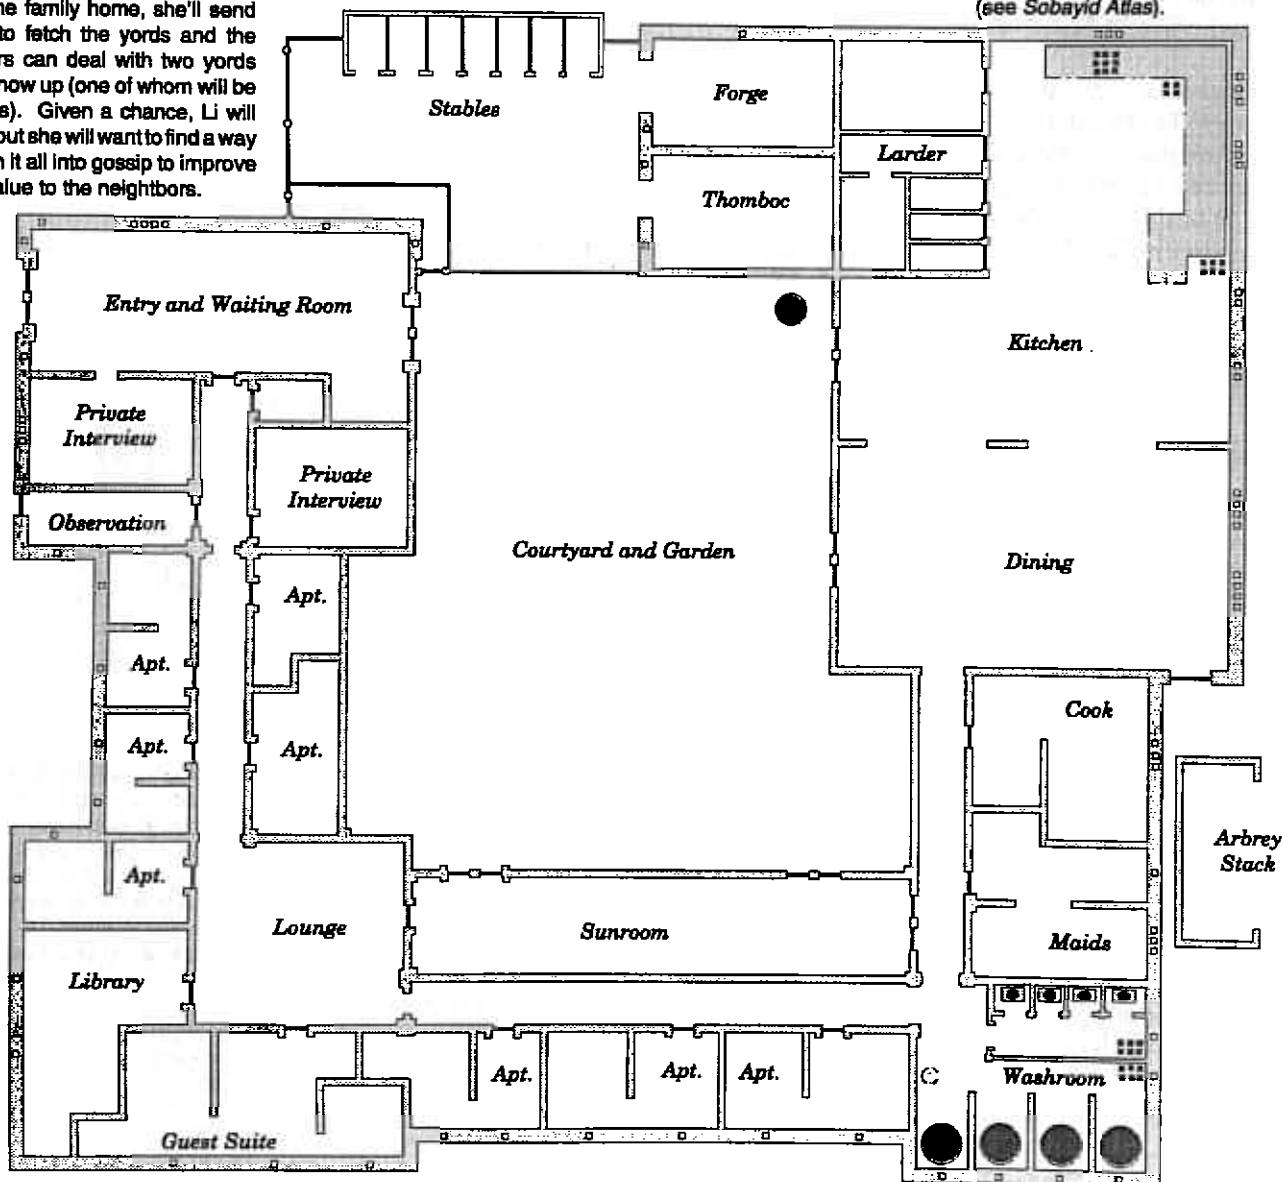 ne family home, she'll send
to fetch the yords and the
rs can deal with two yords
now up (one of whom will be
s). Given a chance, Li will
out she will want to find a way
n it all into gossip to improve
alue to the neightbors.
(see Sobayid Atlas).
Stables
Forge
Larder
Thomboc
Entry and Waiting Room
Kitchen
Private
Interview
Private
Interview
Observation
Courtyard and Garden
Dining
Apt.
Apt.
Cook
Apt.
Apt.
Arbrey
Stack
Apt.
Lounge
Sunroom
Maids
Library
Apt.
Apt.
Apt.
Washroom
Guest Suite